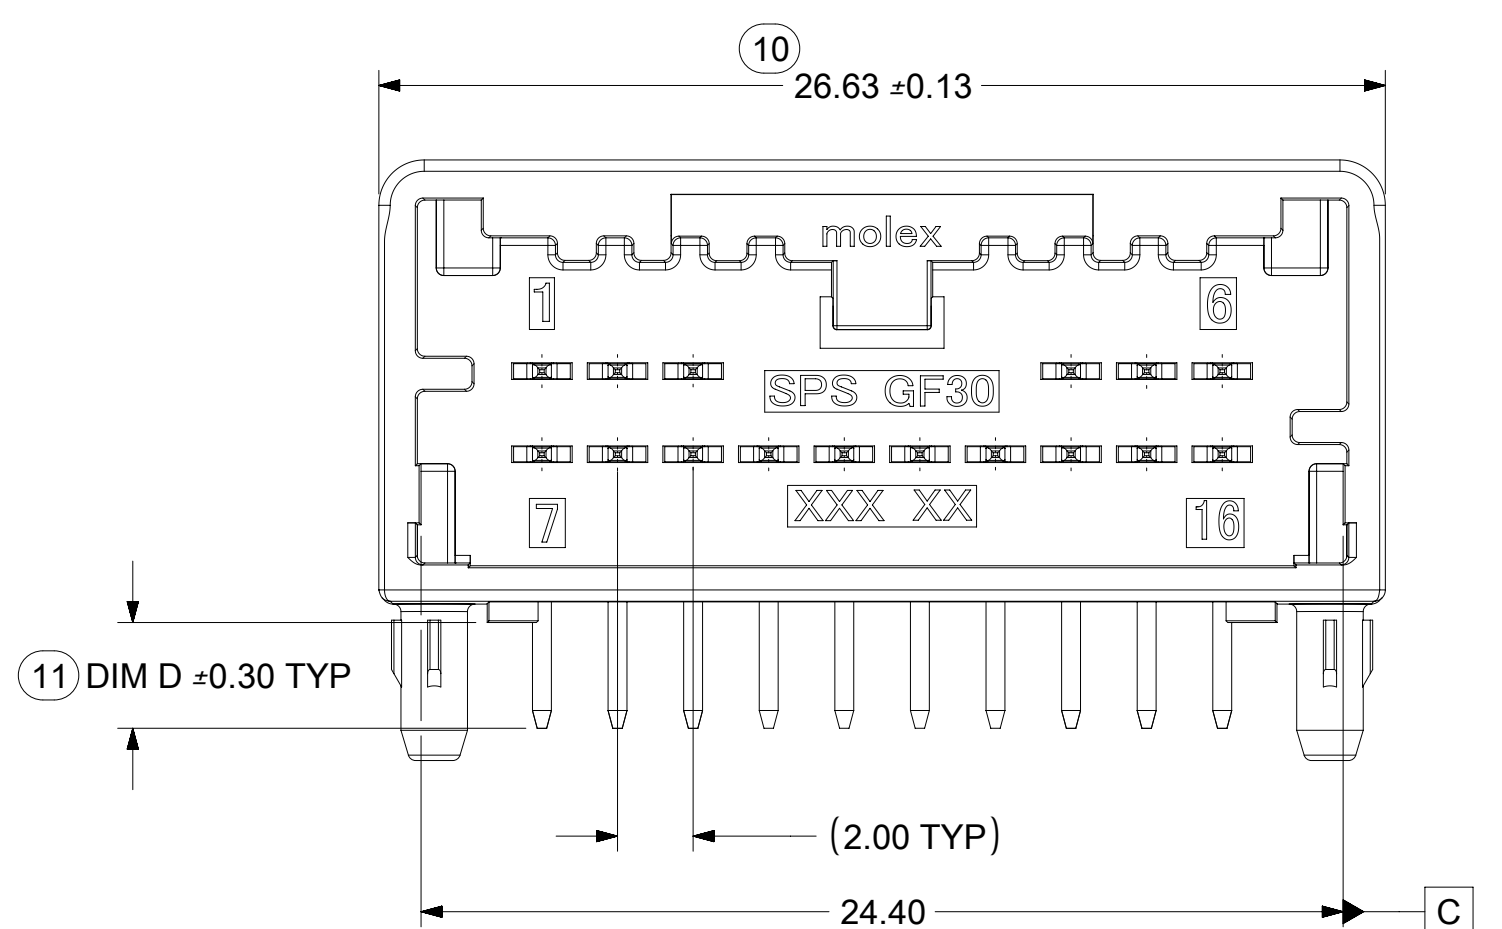 10
26.63 ±0.13
molex
1
6
SPS GF30
XXX XX
7
16
11 DIM D ±0.30 TYP
(2.00 TYP)
24.40
C